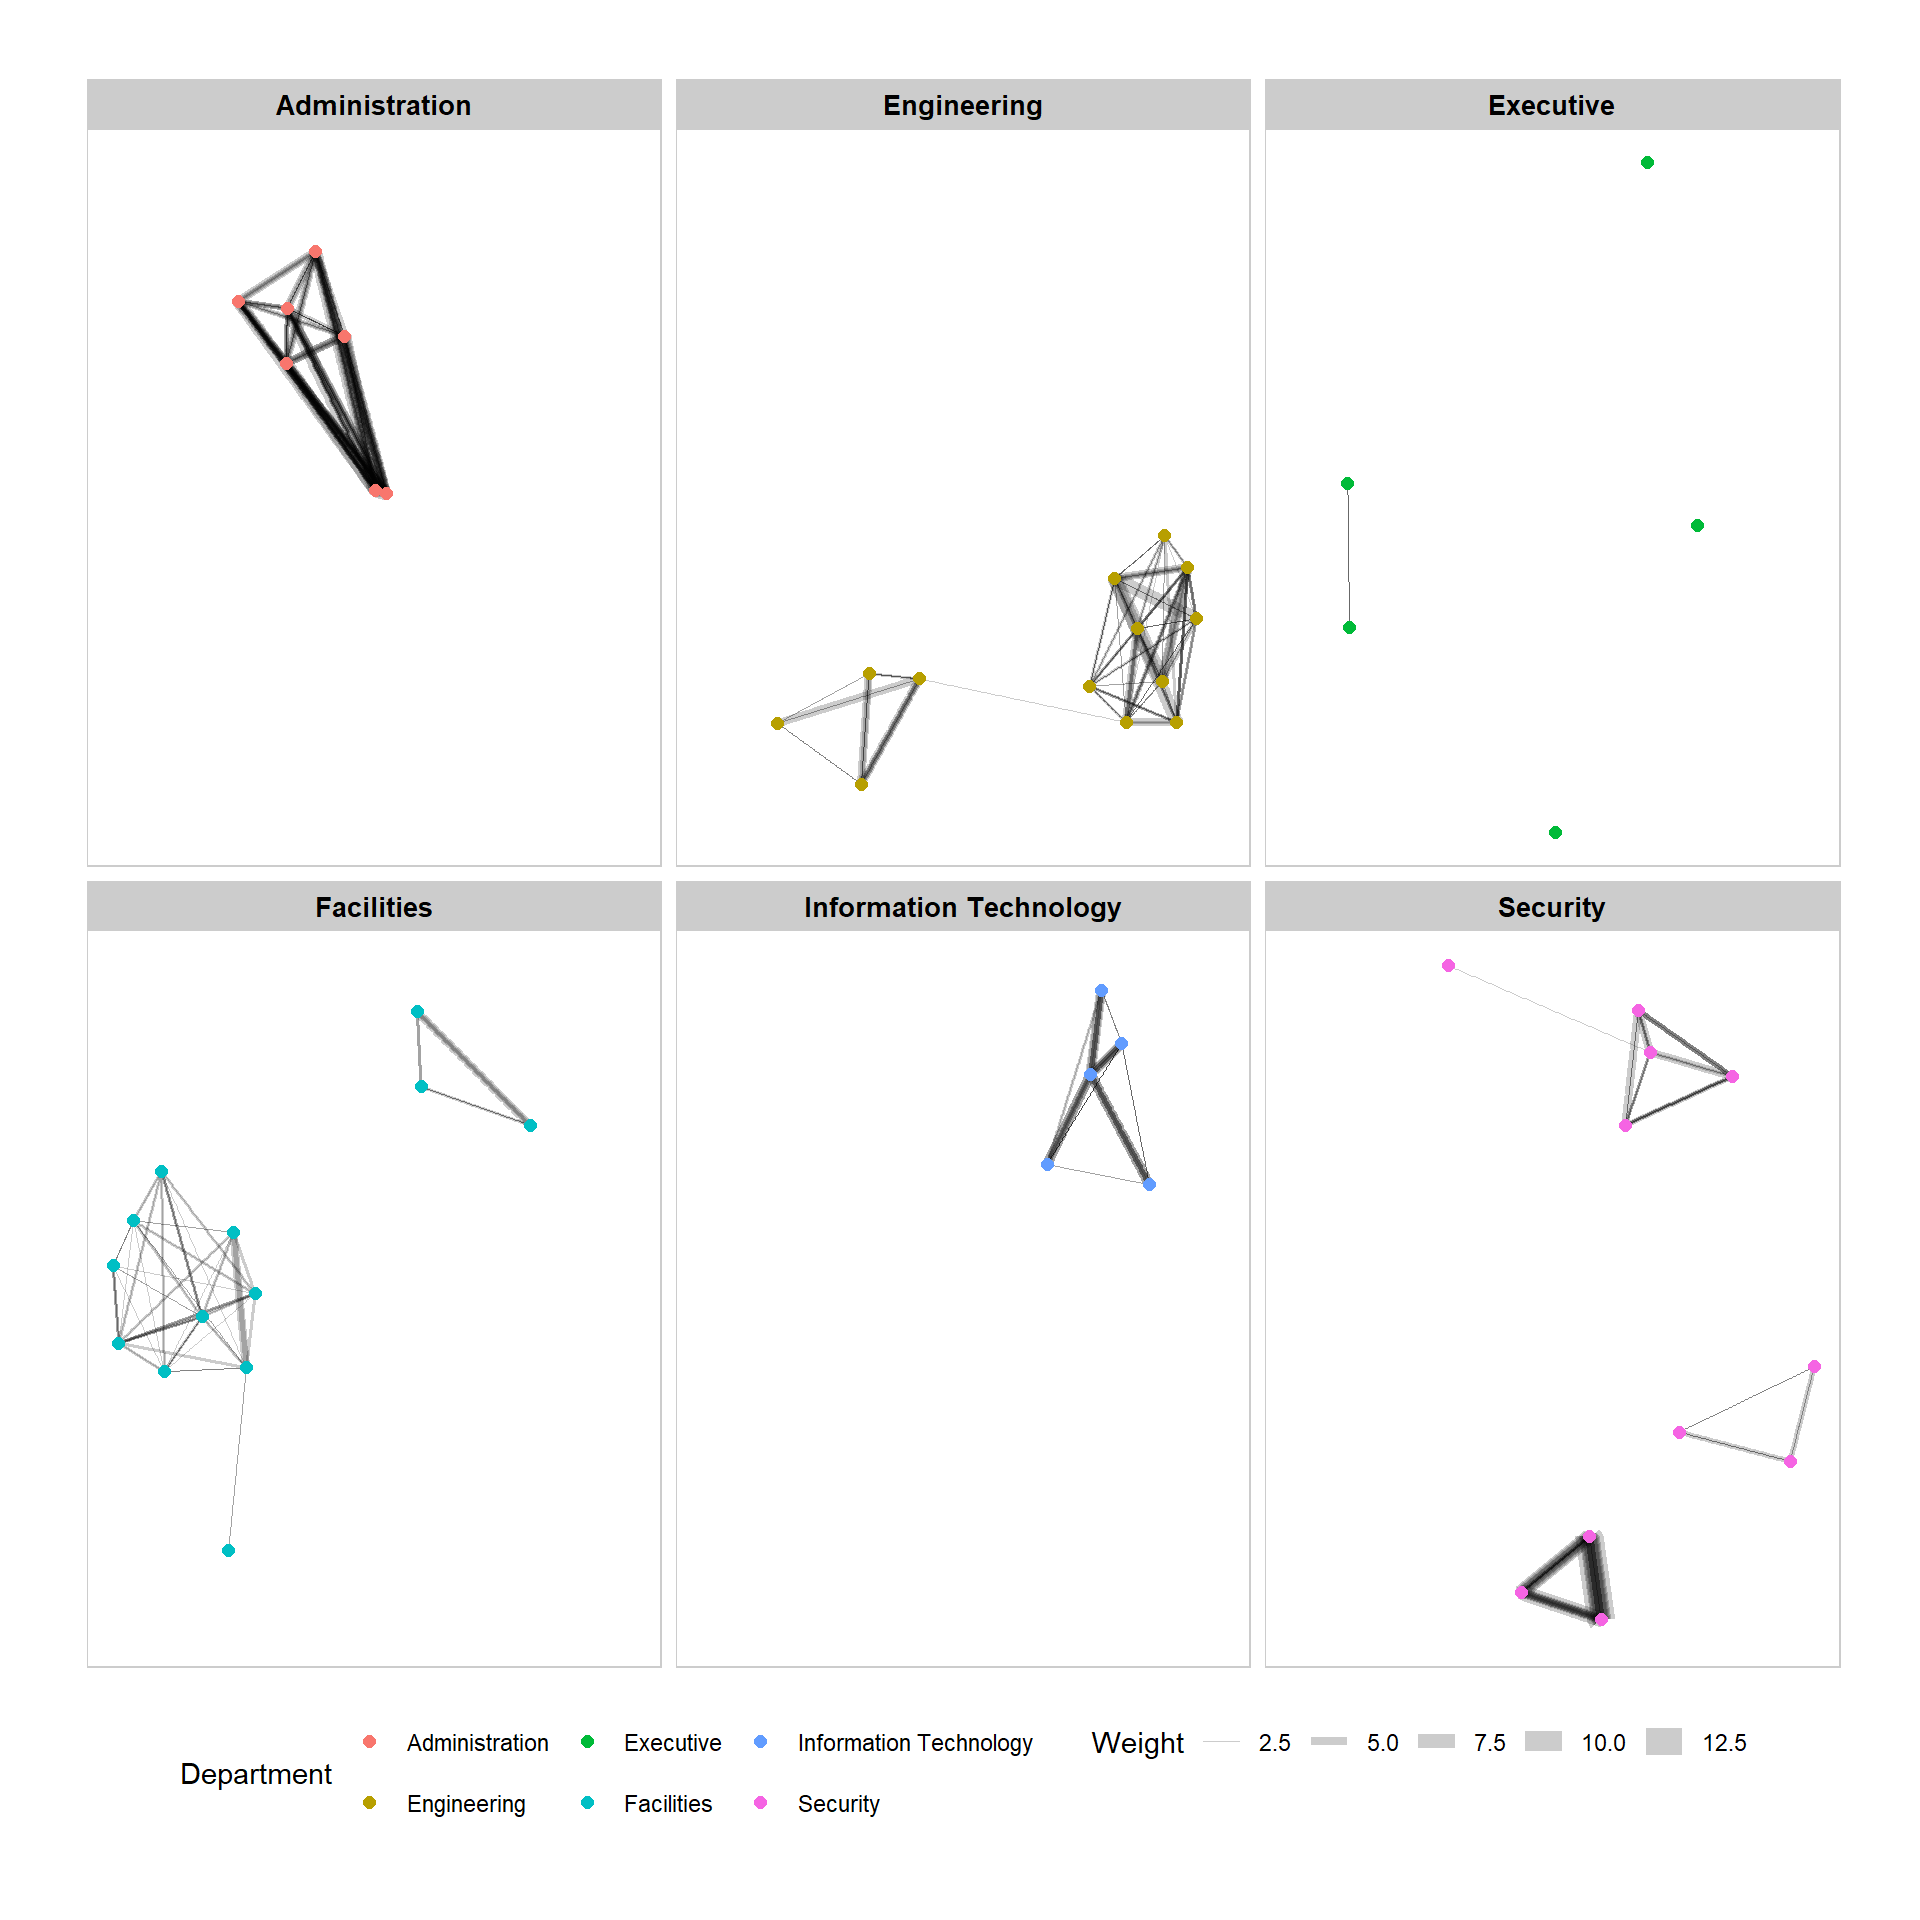 Administration
Engineering
Executive
Facilities
Information Technology
Security
Department
Administration
Executive
Information Technology
Engineering
Facilities
Security
Weight
2.5
5.0
7.5
10.0
12.5